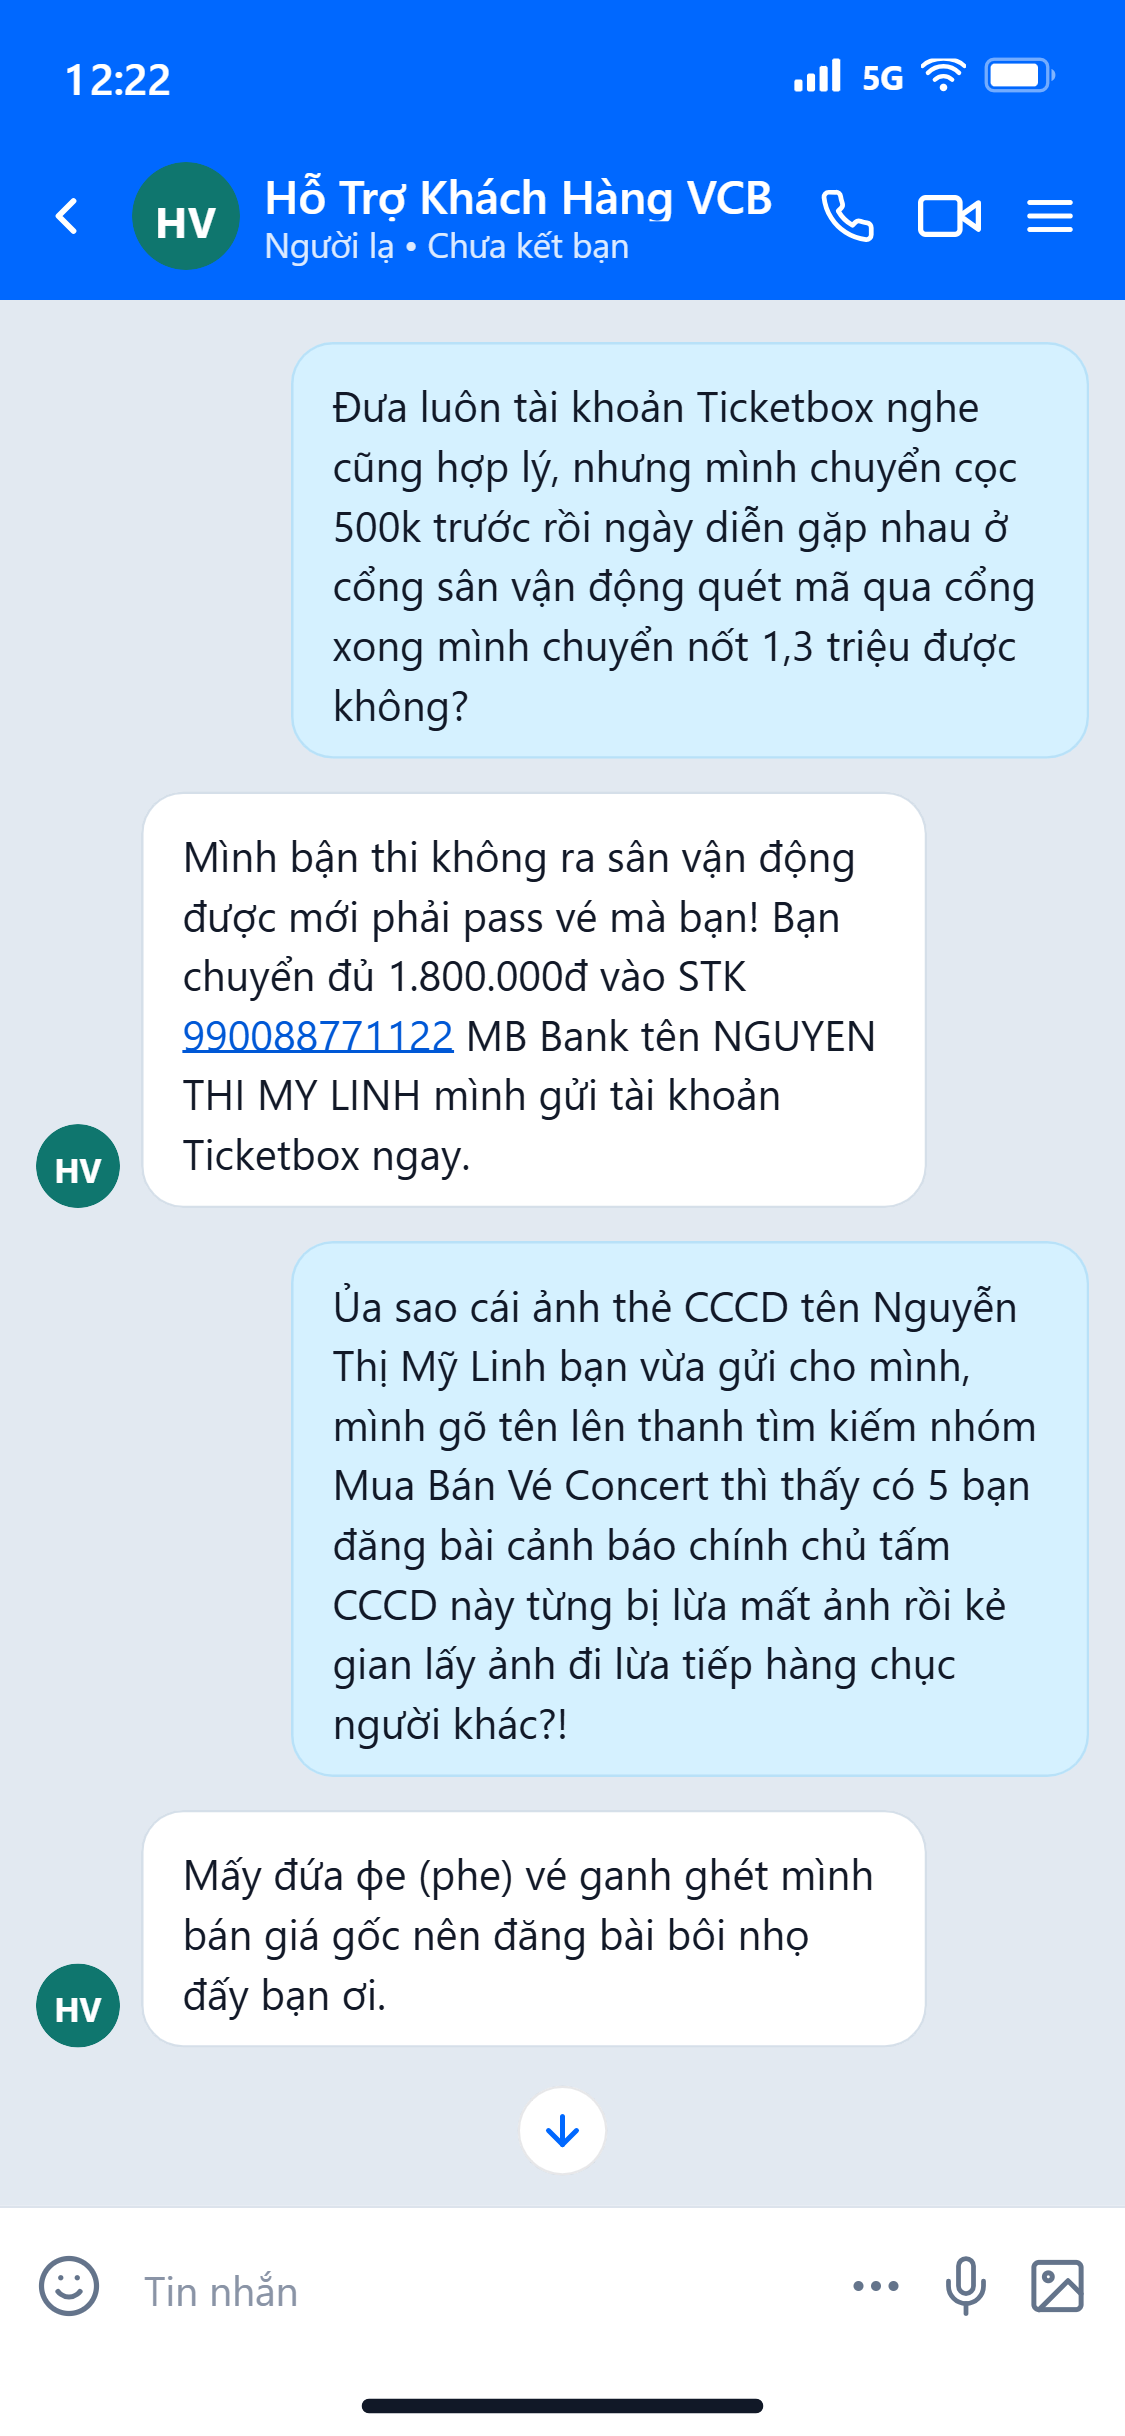 12:22
5G
HV
Hỗ Trợ Khách Hàng VCB
Người lạ • Chưa kết bạn
Đưa luôn tài khoản Ticketbox nghe
cũng hợp lý, nhưng mình chuyển cọc
500k trước rồi ngày diễn gặp nhau ở
cổng sân vận động quét mã qua cổng
xong mình chuyển nốt 1,3 triệu được
không?
Mình bận thi không ra sân vận động
được mới phải pass vé mà bạn! Bạn
chuyển đủ 1.800.000đ vào STK
990088771122 MB Bank tên NGUYEN
THI MY LINH mình gửi tài khoản
Ticketbox ngay.
HV
Ủa sao cái ảnh thẻ CCCD tên Nguyễn
Thị Mỹ Linh bạn vừa gửi cho mình,
mình gõ tên lên thanh tìm kiếm nhóm
Mua Bán Vé Concert thì thấy có 5 bạn
đăng bài cảnh báo chính chủ tấm
CCCD này từng bị lừa mất ảnh rồi kẻ
gian lấy ảnh đi lừa tiếp hàng chục
người khác?!
Mấy đứa фe (phe) vé ganh ghét mình
bán giá gốc nên đăng bài bôi nhọ
đấy bạn ơi.
HV
Tin nhắn